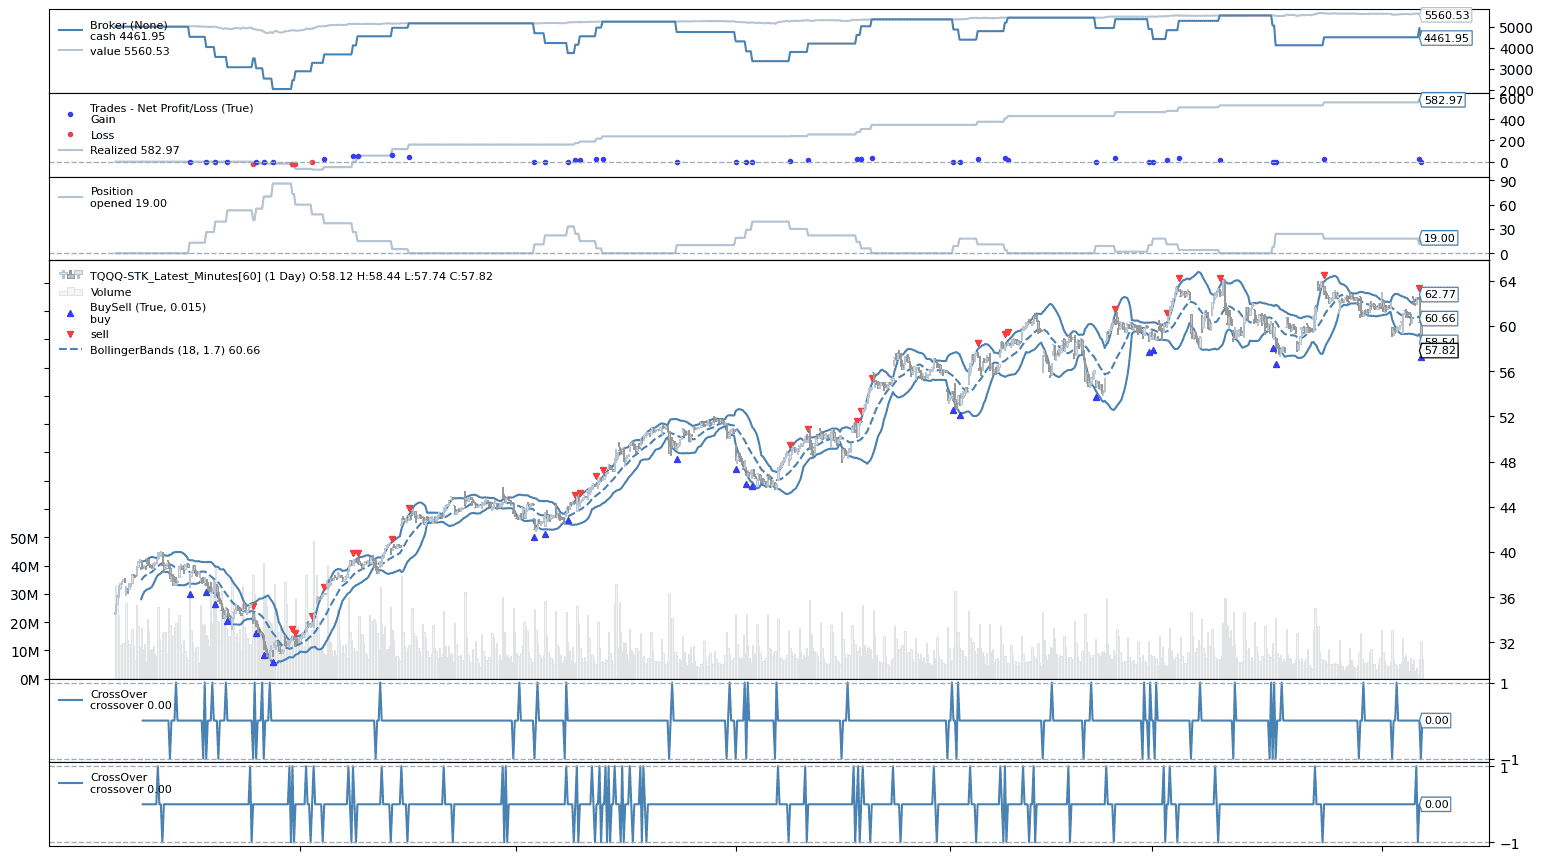 Broker (None)
cash 4461.95
value 5560.53
5560.53
4461.95
5000
4000
3000
2000
Trades - Net Profit/Loss (True)
Gain
Loss
Realized 582.97
582.97
600
400
200
0
Position
opened 19.00
19.00
90
60
30
0
TQQQ-STK_Latest_Minutes[60] (1 Day) O:58.12 H:58.44 L:57.74 C:57.82
Volume
BuySell (True, 0.015)
buy
sell
BollingerBands (18, 1.7) 60.66
62.77
60.66
58.54
57.82
64
60
56
52
48
44
40
36
32
50M
40M
30M
20M
10M
0M
CrossOver
crossover 0.00
0.00
1
−1
CrossOver
crossover 0.00
0.00
1
−1